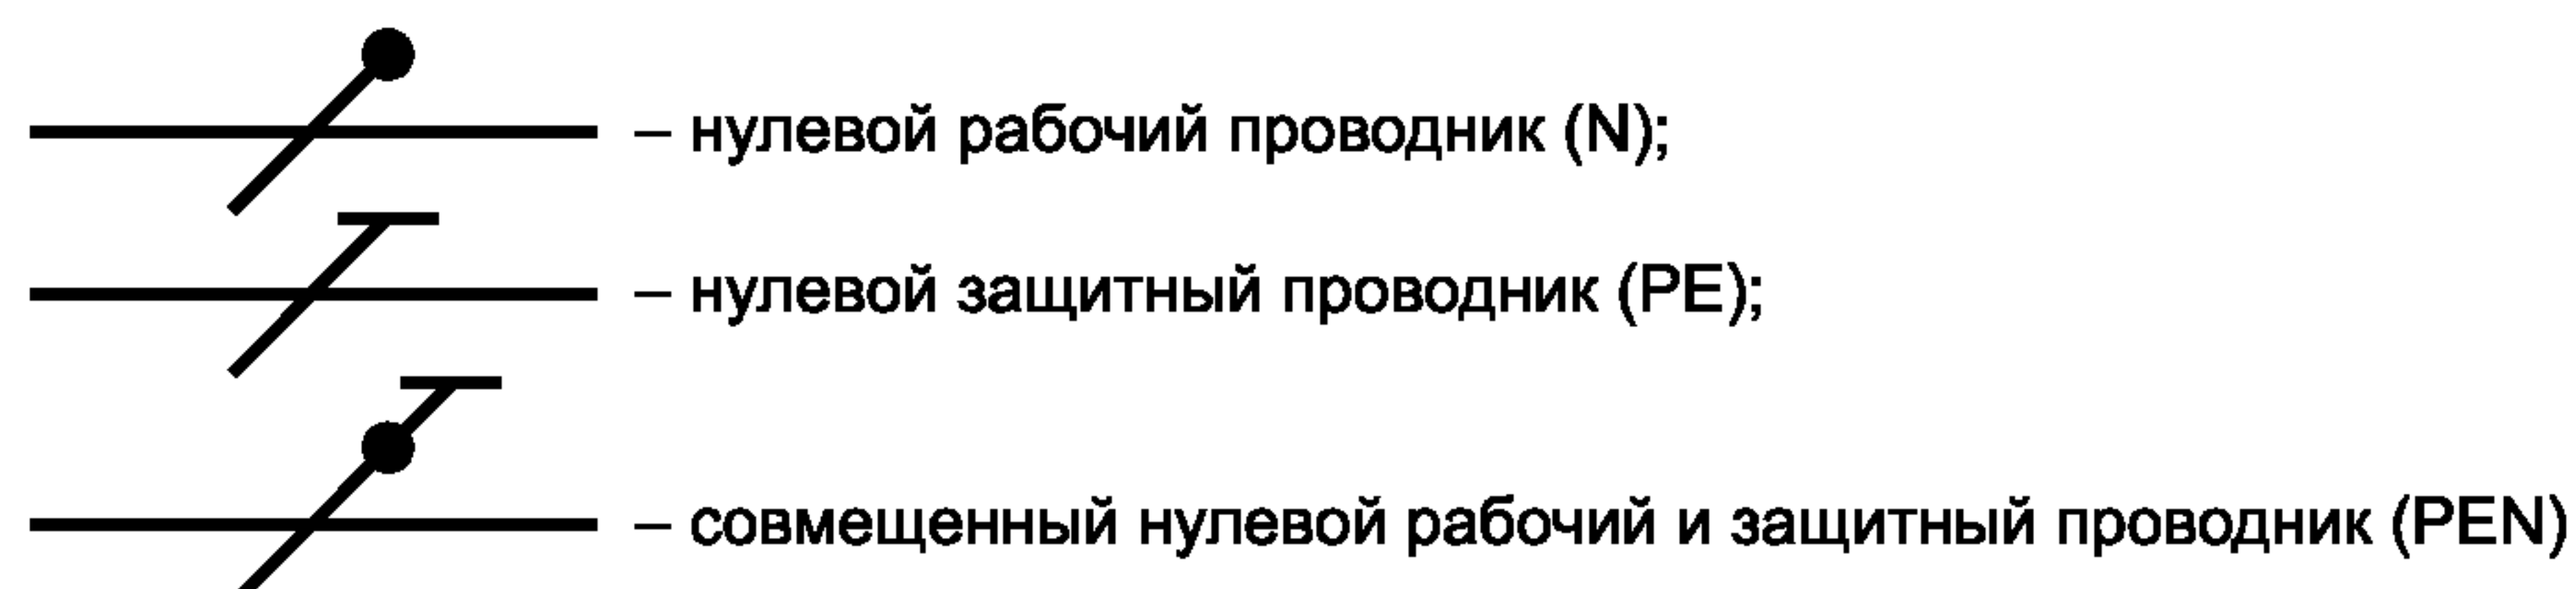 – нулевой рабочий проводник (N);
– нулевой защитный проводник (PE);
– совмещенный нулевой рабочий и защитный проводник (PEN)